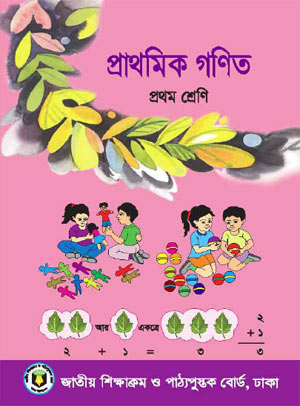 প্রাথমিক গণিত
প্রথম শ্রেণি
আর একত্রে
২ + ১ = ৩
২
+ ১
৩
জাতীয় শিক্ষাক্রম ও পাঠ্যপুস্তক বোর্ড, ঢাকা